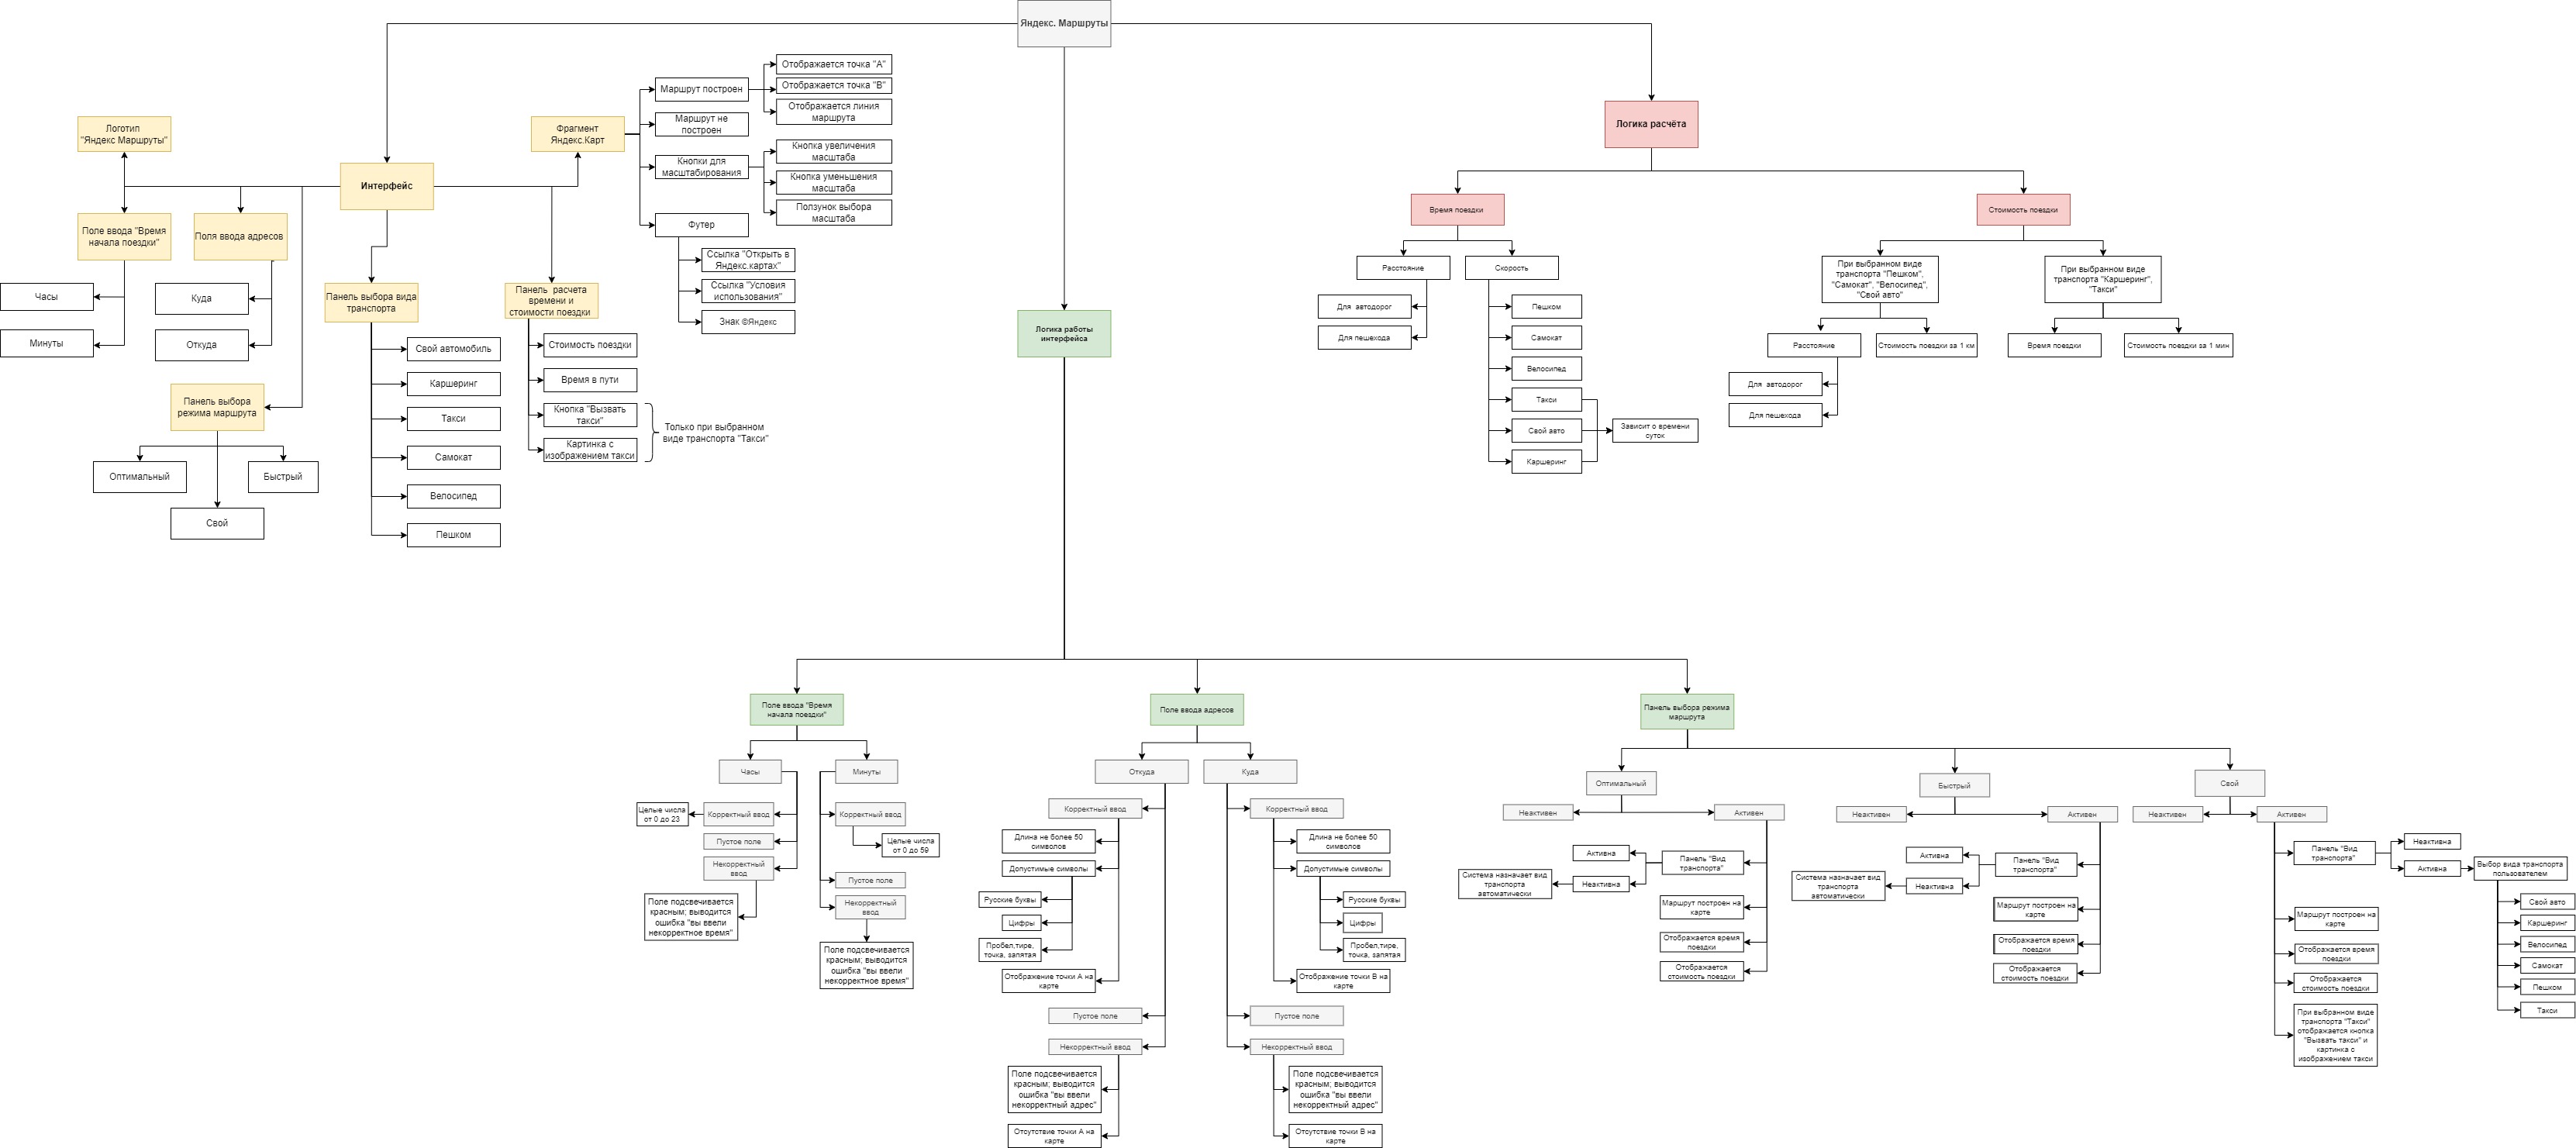 Яндекс. Маршруты
Логотип
"Яндекс Маршруты"
Интерфейс
Поле ввода "Время
начала поездки"
Часы
Минуты
Поля ввода адресов
Куда
Откуда
Панель выбора
режима маршрута
Оптимальный
Быстрый
Свой
Панель выбора вида
транспорта
Свой автомобиль
Каршеринг
Такси
Самокат
Велосипед
Пешком
Панель расчета
времени и
стоимости поездки
Стоимость поездки
Время в пути
Кнопка "Вызвать
такси"
Картинка с
изображением такси
Только при выбранном
виде транспорта "Такси"
Фрагмент
Яндекс.Карт
Маршрут построен
Отображается точка "А"
Отображается точка "В"
Отображается линия
маршрута
Маршрут не
построен
Кнопки для
масштабирования
Кнопка увеличения
масштаба
Кнопка уменьшения
масштаба
Ползунок выбора
масштаба
Футер
Ссылка "Открыть в
Яндекс.картах"
Ссылка "Условия
использования"
Знак ©Яндекс
Логика расчёта
Время поездки
Расстояние
Для автодорог
Для пешехода
Скорость
Пешком
Самокат
Велосипед
Такси
Свой авто
Каршеринг
Зависит о времени
суток
Стоимость поездки
При выбранном виде
транспорта "Пешком",
"Самокат", "Велосипед",
"Свой авто"
Расстояние
Для автодорог
Для пешехода
Стоимость поездки за 1 км
При выбранном виде
транспорта "Каршеринг",
"Такси"
Время поездки
Стоимость поездки за 1 мин
Логика работы
интерфейса
Поле ввода "Время
начала поездки"
Часы
Корректный ввод
Целые числа
от 0 до 23
Пустое поле
Некорректный
ввод
Поле подсвечивается
красным; выводится
ошибка "вы ввели
некорректное время"
Минуты
Корректный ввод
Целые числа
от 0 до 59
Пустое поле
Некорректный
ввод
Поле подсвечивается
красным; выводится
ошибка "вы ввели
некорректное время"
Поле ввода адресов
Откуда
Корректный ввод
Длина не более 50
символов
Допустимые символы
Русские буквы
Цифры
Пробел,тире,
точка, запятая
Отображение точки А на
карте
Пустое поле
Некорректный ввод
Поле подсвечивается
красным; выводится
ошибка "вы ввели
некорректный адрес"
Отсутствие точки А на
карте
Куда
Корректный ввод
Длина не более 50
символов
Допустимые символы
Русские буквы
Цифры
Пробел,тире,
точка, запятая
Отображение точки В на
карте
Пустое поле
Некорректный ввод
Поле подсвечивается
красным; выводится
ошибка "вы ввели
некорректный адрес"
Отсутствие точки В на
карте
Панель выбора режима
маршрута
Оптимальный
Неактивен
Активен
Панель "Вид
транспорта"
Активна
Неактивна
Система назначает вид
транспорта
автоматически
Маршрут построен на
карте
Отображается время
поездки
Отображается
стоимость поездки
Быстрый
Неактивен
Активен
Панель "Вид
транспорта"
Активна
Неактивна
Система назначает вид
транспорта
автоматически
Маршрут построен на
карте
Отображается время
поездки
Отображается
стоимость поездки
Свой
Неактивен
Активен
Панель "Вид
транспорта"
Неактивна
Активна
Выбор вида транспорта
пользователем
Свой авто
Каршеринг
Велосипед
Самокат
Пешком
Такси
Маршрут построен на
карте
Отображается время
поездки
Отображается
стоимость поездки
При выбранном виде
транспорта "Такси"
отображается кнопка
"Вызвать такси" и
картинка с
изображением такси